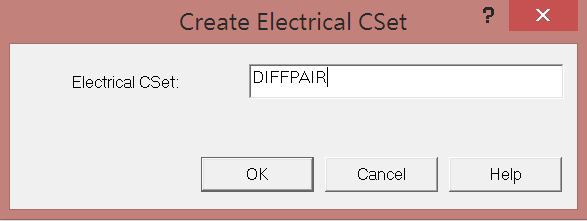 Create Electrical CSet
?
Electrical CSet:
DIFFPAIR
OK
Cancel
Help